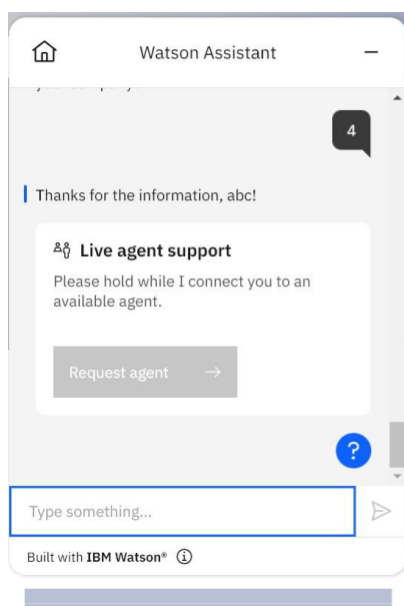 Watson Assistant
4
Thanks for the information, abc!
Live agent support
Please hold while I connect you to an
available agent.
Request agent
?
Type something...
Built with IBM Watson®